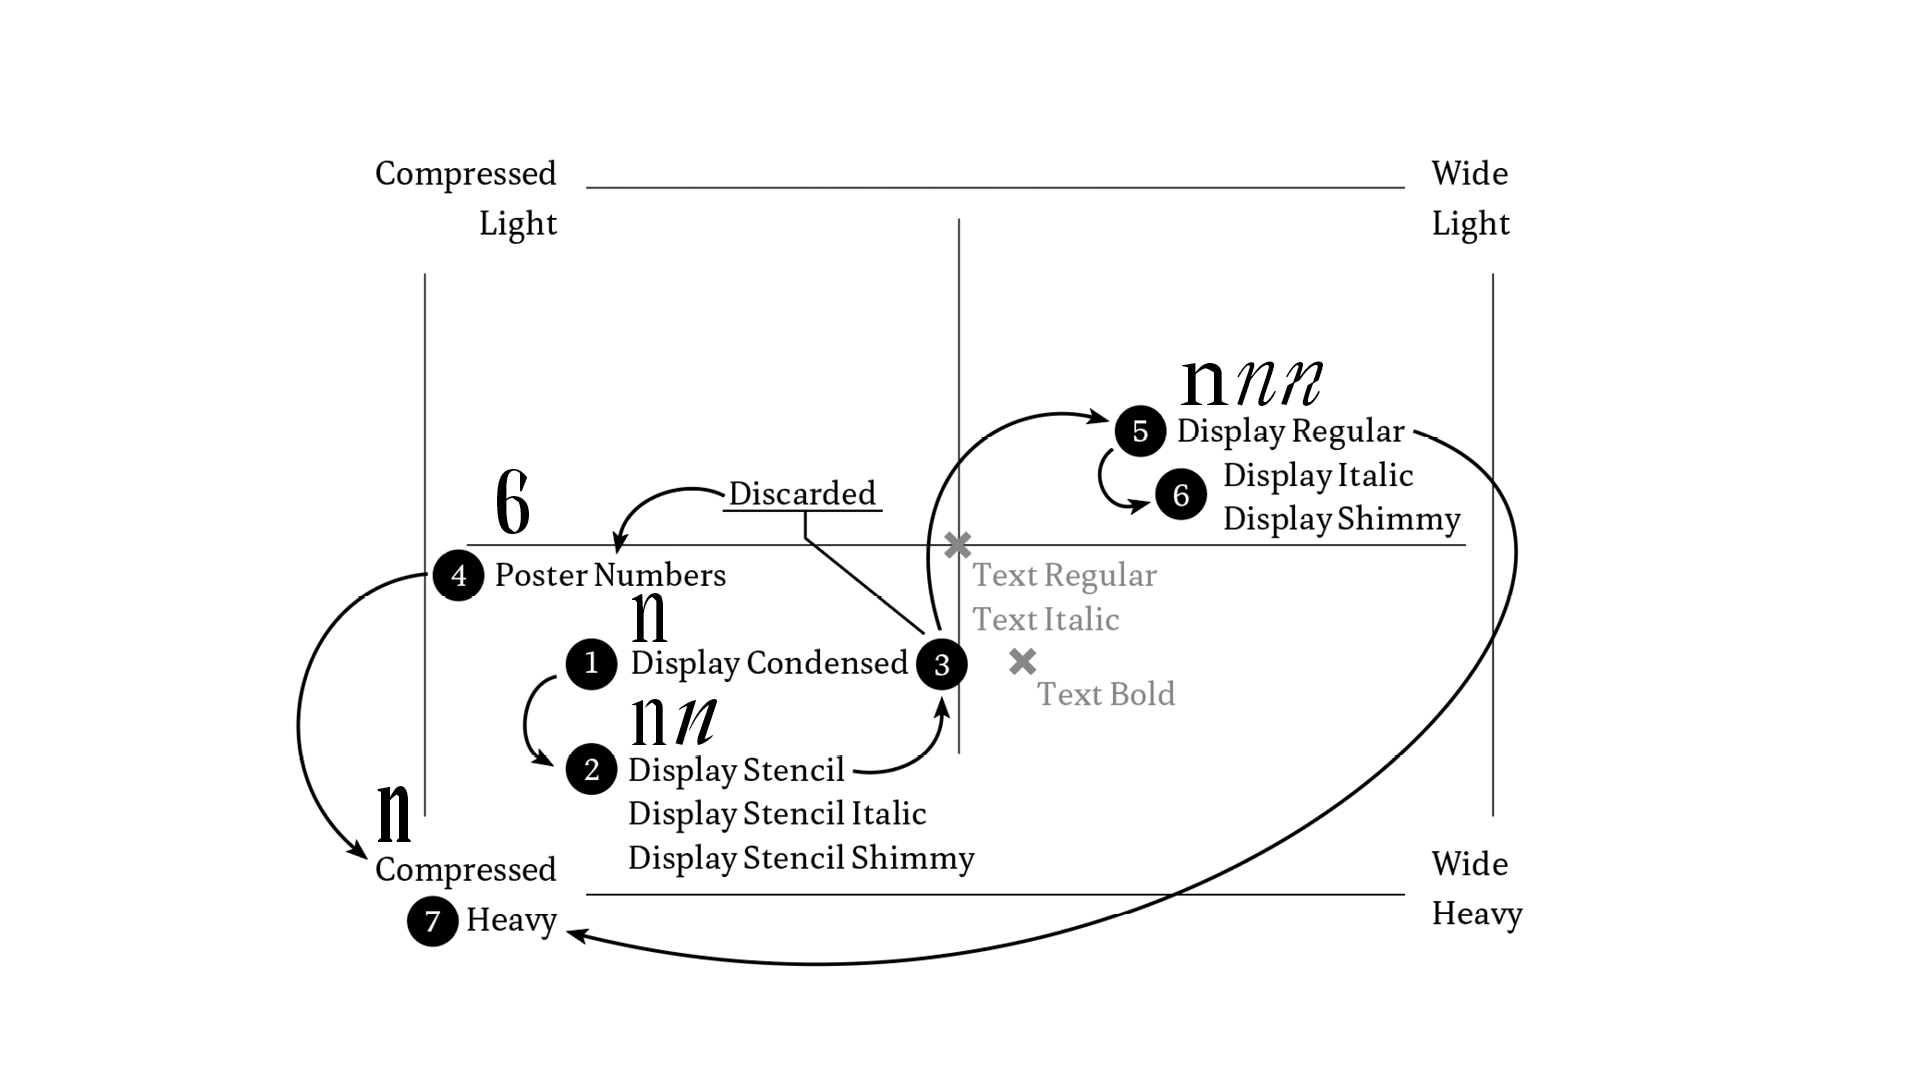 Compressed
Light
Wide
Light
n n n
5 Display Regular
Display Italic
6
Display Shimmy
6
Discarded
4 Poster Numbers
Text Regular
Text Italic
n
1 Display Condensed 3
Text Bold
n n
2 Display Stencil
Display Stencil Italic
Display Stencil Shimmy
n
Compressed
7 Heavy
Wide
Heavy